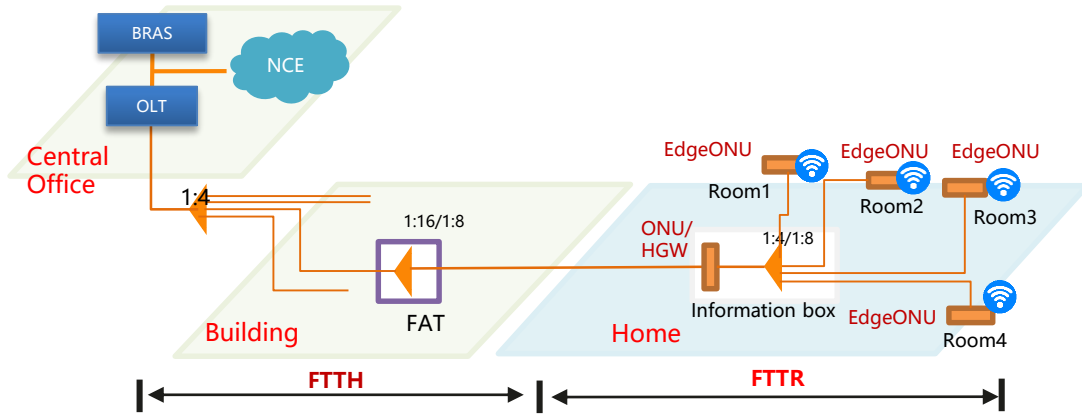 BRAS
NCE
OLT
Central
Office
1:4
1:16/1:8
FAT
Building
EdgeONU
Room1
EdgeONU
Room2
EdgeONU
Room3
ONU/
HGW
1:4/1:8
Information box
EdgeONU
Room4
Home
FTTH
FTTR